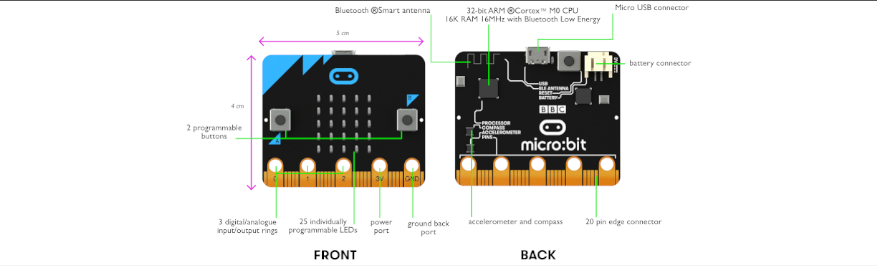 Bluetooth ®Smart antenna
32-bit ARM ®Cortex™ M0 CPU
16K RAM 16MHz with Bluetooth Low Energy
Micro USB connector
3 cm
battery connector
4 cm
2 programmable
buttons
A
B
0 1 2 3V GND
USB
BLE ANTENNA
RESET
BATTERY
BBC
PROCESSOR
COMPASS
ACCELEROMETER
PINS
micro:bit
3 digital/analogue
input/output rings
25 individually
programmable LEDs
power
port
ground back
port
accelerometer and compass
20 pin edge connector
FRONT
BACK